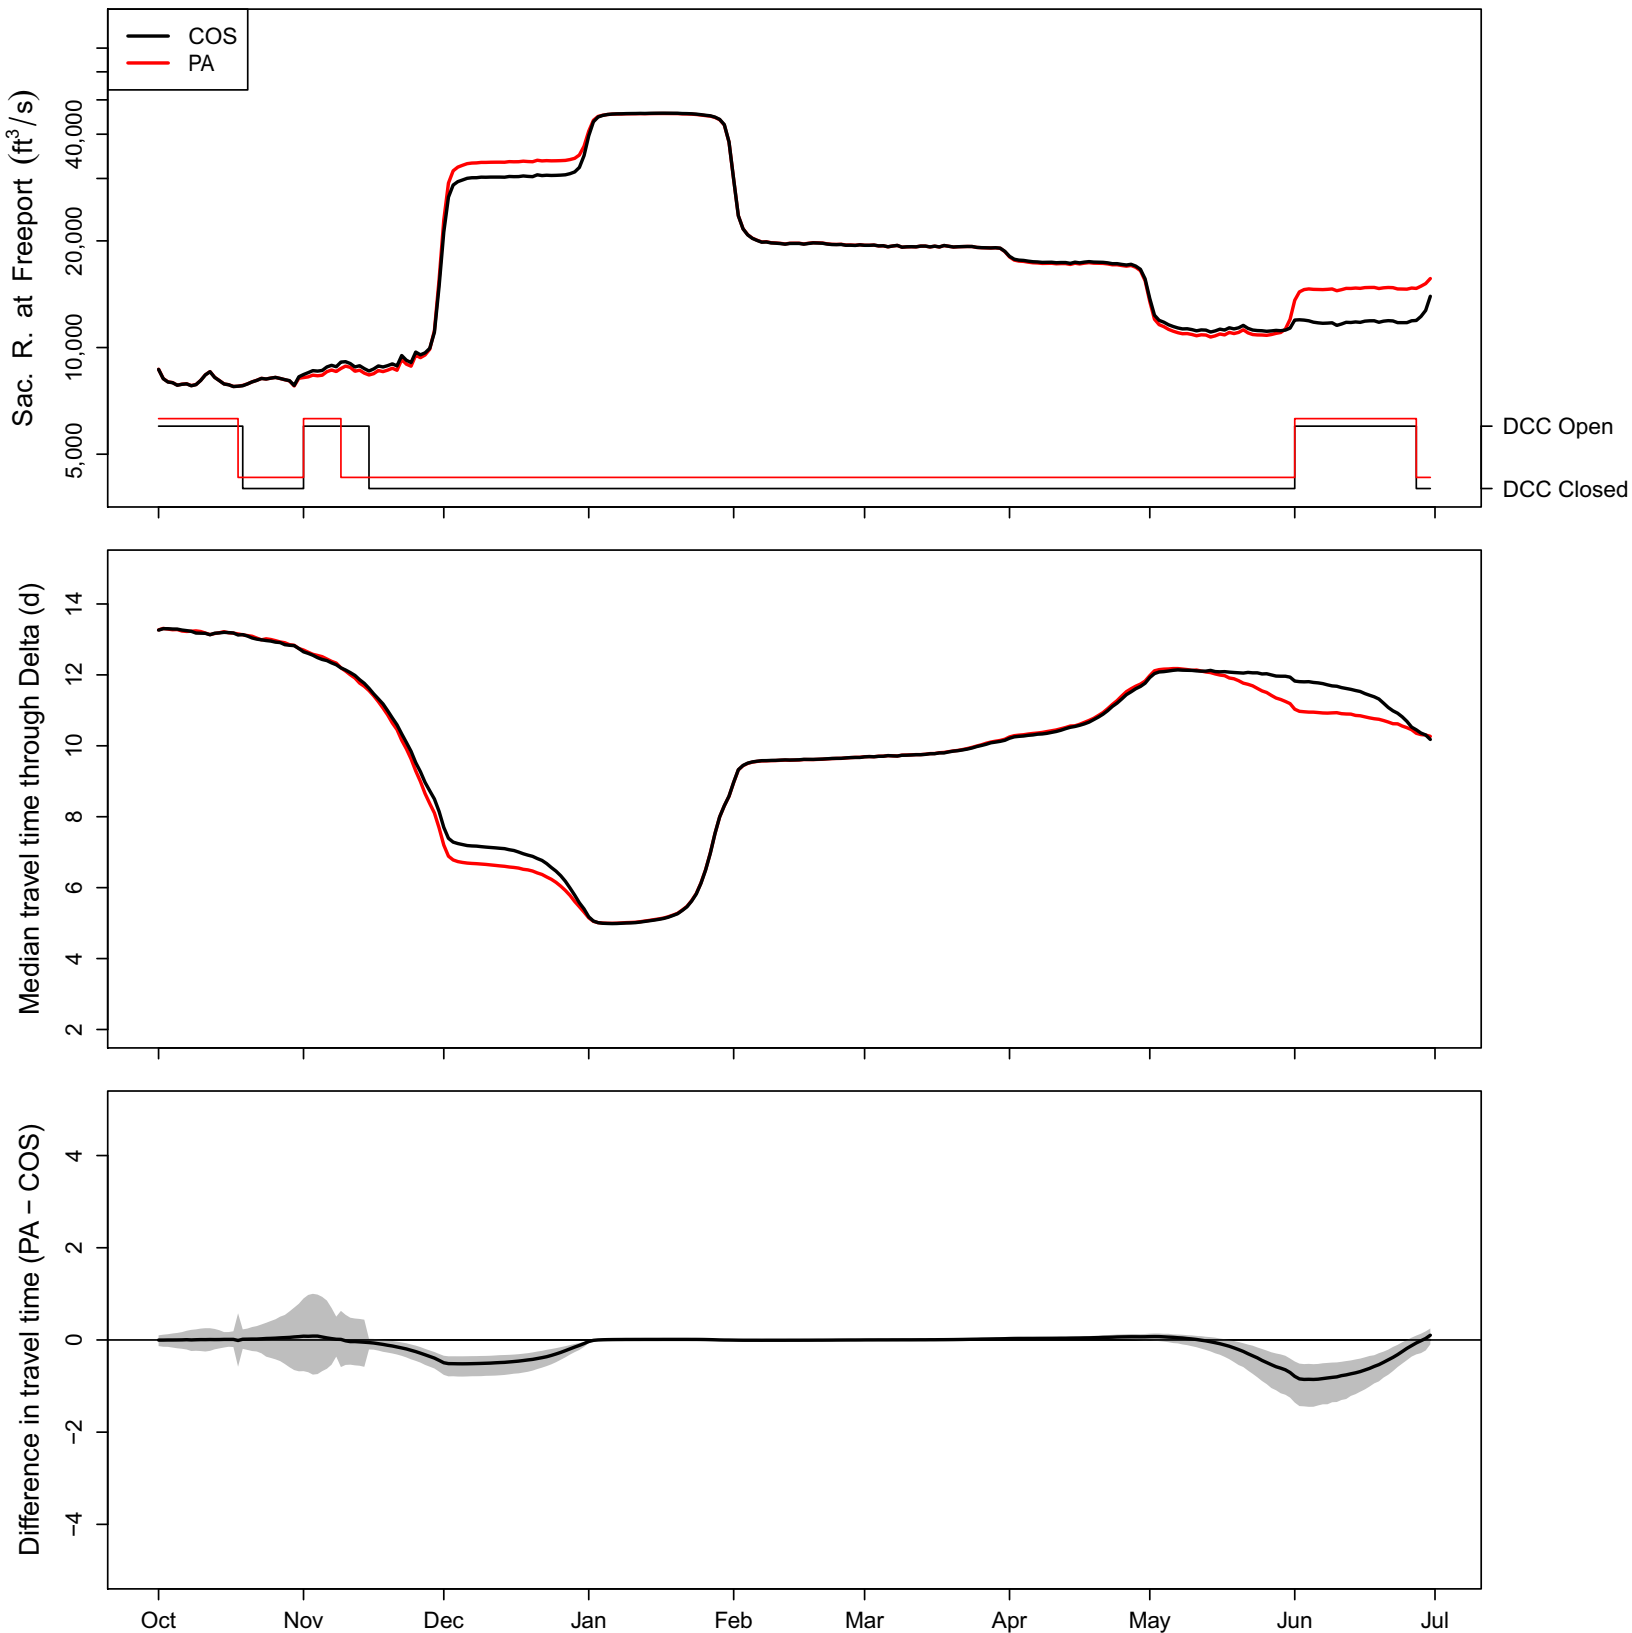 COS
PA
Sac. R. at Freeport (ft³/s)
40,000
20,000
10,000
5,000
DCC Open
DCC Closed
Median travel time through Delta (d)
14
12
10
8
6
4
2
Difference in travel time (PA − COS)
4
2
0
−2
−4
Oct Nov Dec Jan Feb Mar Apr May Jun Jul